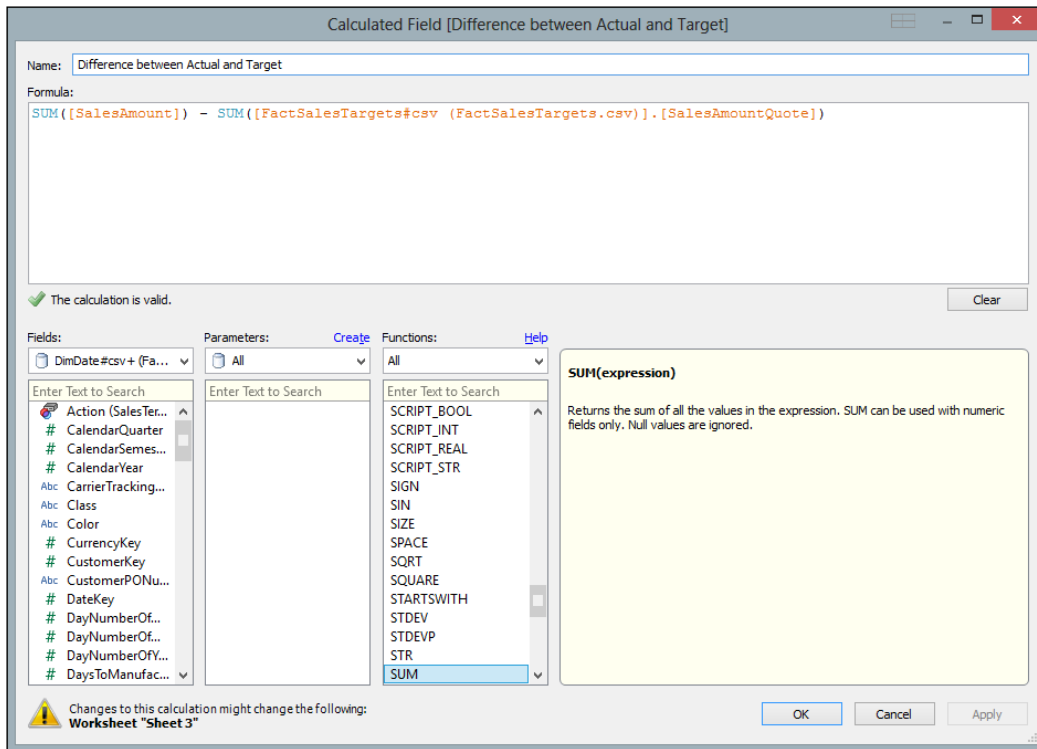 Calculated Field [Difference between Actual and Target]
Name: Difference between Actual and Target
Formula:
SUM([SalesAmount]) - SUM([FactSalesTargets#csv (FactSalesTargets.csv)].[SalesAmountQuote])
The calculation is valid.
Clear
Fields:
DimDate#csv+ (Fa...
Enter Text to Search
Action (SalesTer...
# CalendarQuarter
# CalendarSemes...
# CalendarYear
Abc CarrierTracking...
Abc Class
Abc Color
# CurrencyKey
# CustomerKey
Abc CustomerPONu...
# DateKey
# DayNumberOf...
# DayNumberOf...
# DayNumberOfY...
# DaysToManufac...
Parameters: Create
All
Enter Text to Search
Functions: Help
All
Enter Text to Search
SCRIPT_BOOL
SCRIPT_INT
SCRIPT_REAL
SCRIPT_STR
SIGN
SIN
SIZE
SPACE
SQRT
SQUARE
STARTSWITH
STDEV
STDEVP
STR
SUM
SUM(expression)
Returns the sum of all the values in the expression. SUM can be used with numeric
fields only. Null values are ignored.
Changes to this calculation might change the following:
Worksheet "Sheet 3"
OK
Cancel
Apply